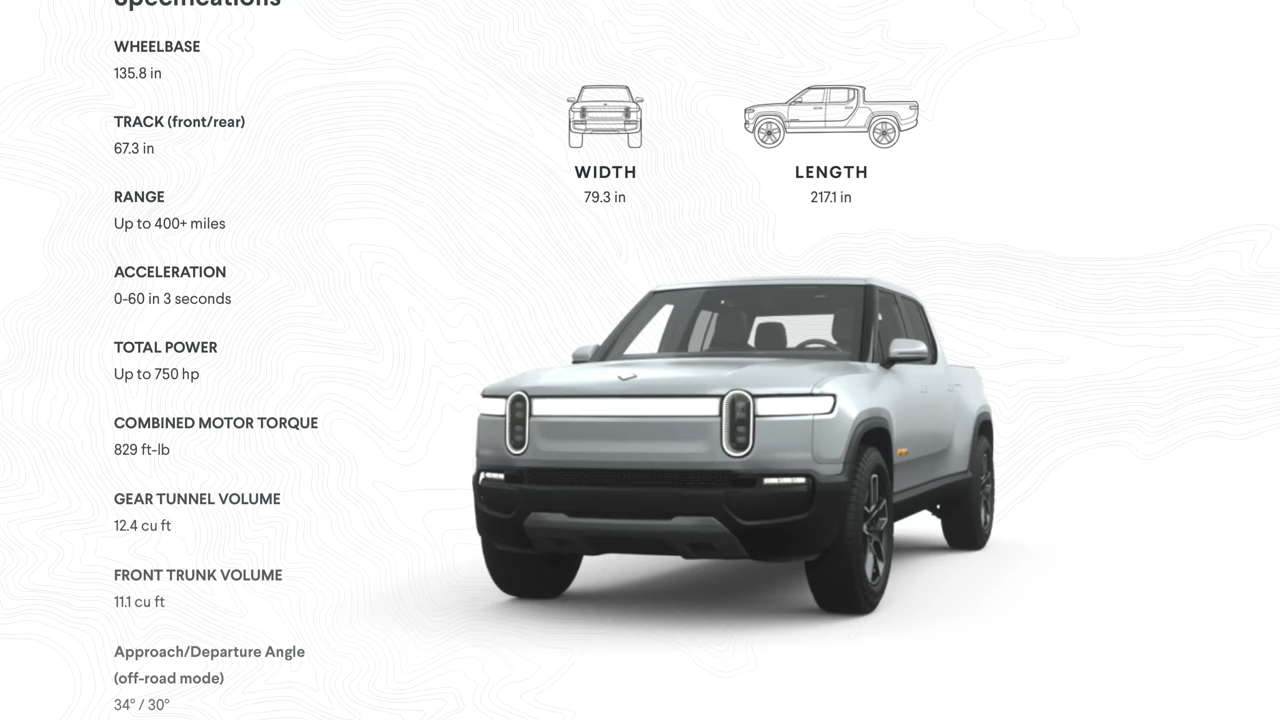 Specifications
WHEELBASE
135.8 in
TRACK (front/rear)
67.3 in
RANGE
Up to 400+ miles
ACCELERATION
0-60 in 3 seconds
TOTAL POWER
Up to 750 hp
COMBINED MOTOR TORQUE
829 ft-lb
GEAR TUNNEL VOLUME
12.4 cu ft
FRONT TRUNK VOLUME
11.1 cu ft
Approach/Departure Angle
(off-road mode)
34° / 30°
WIDTH
79.3 in
LENGTH
217.1 in